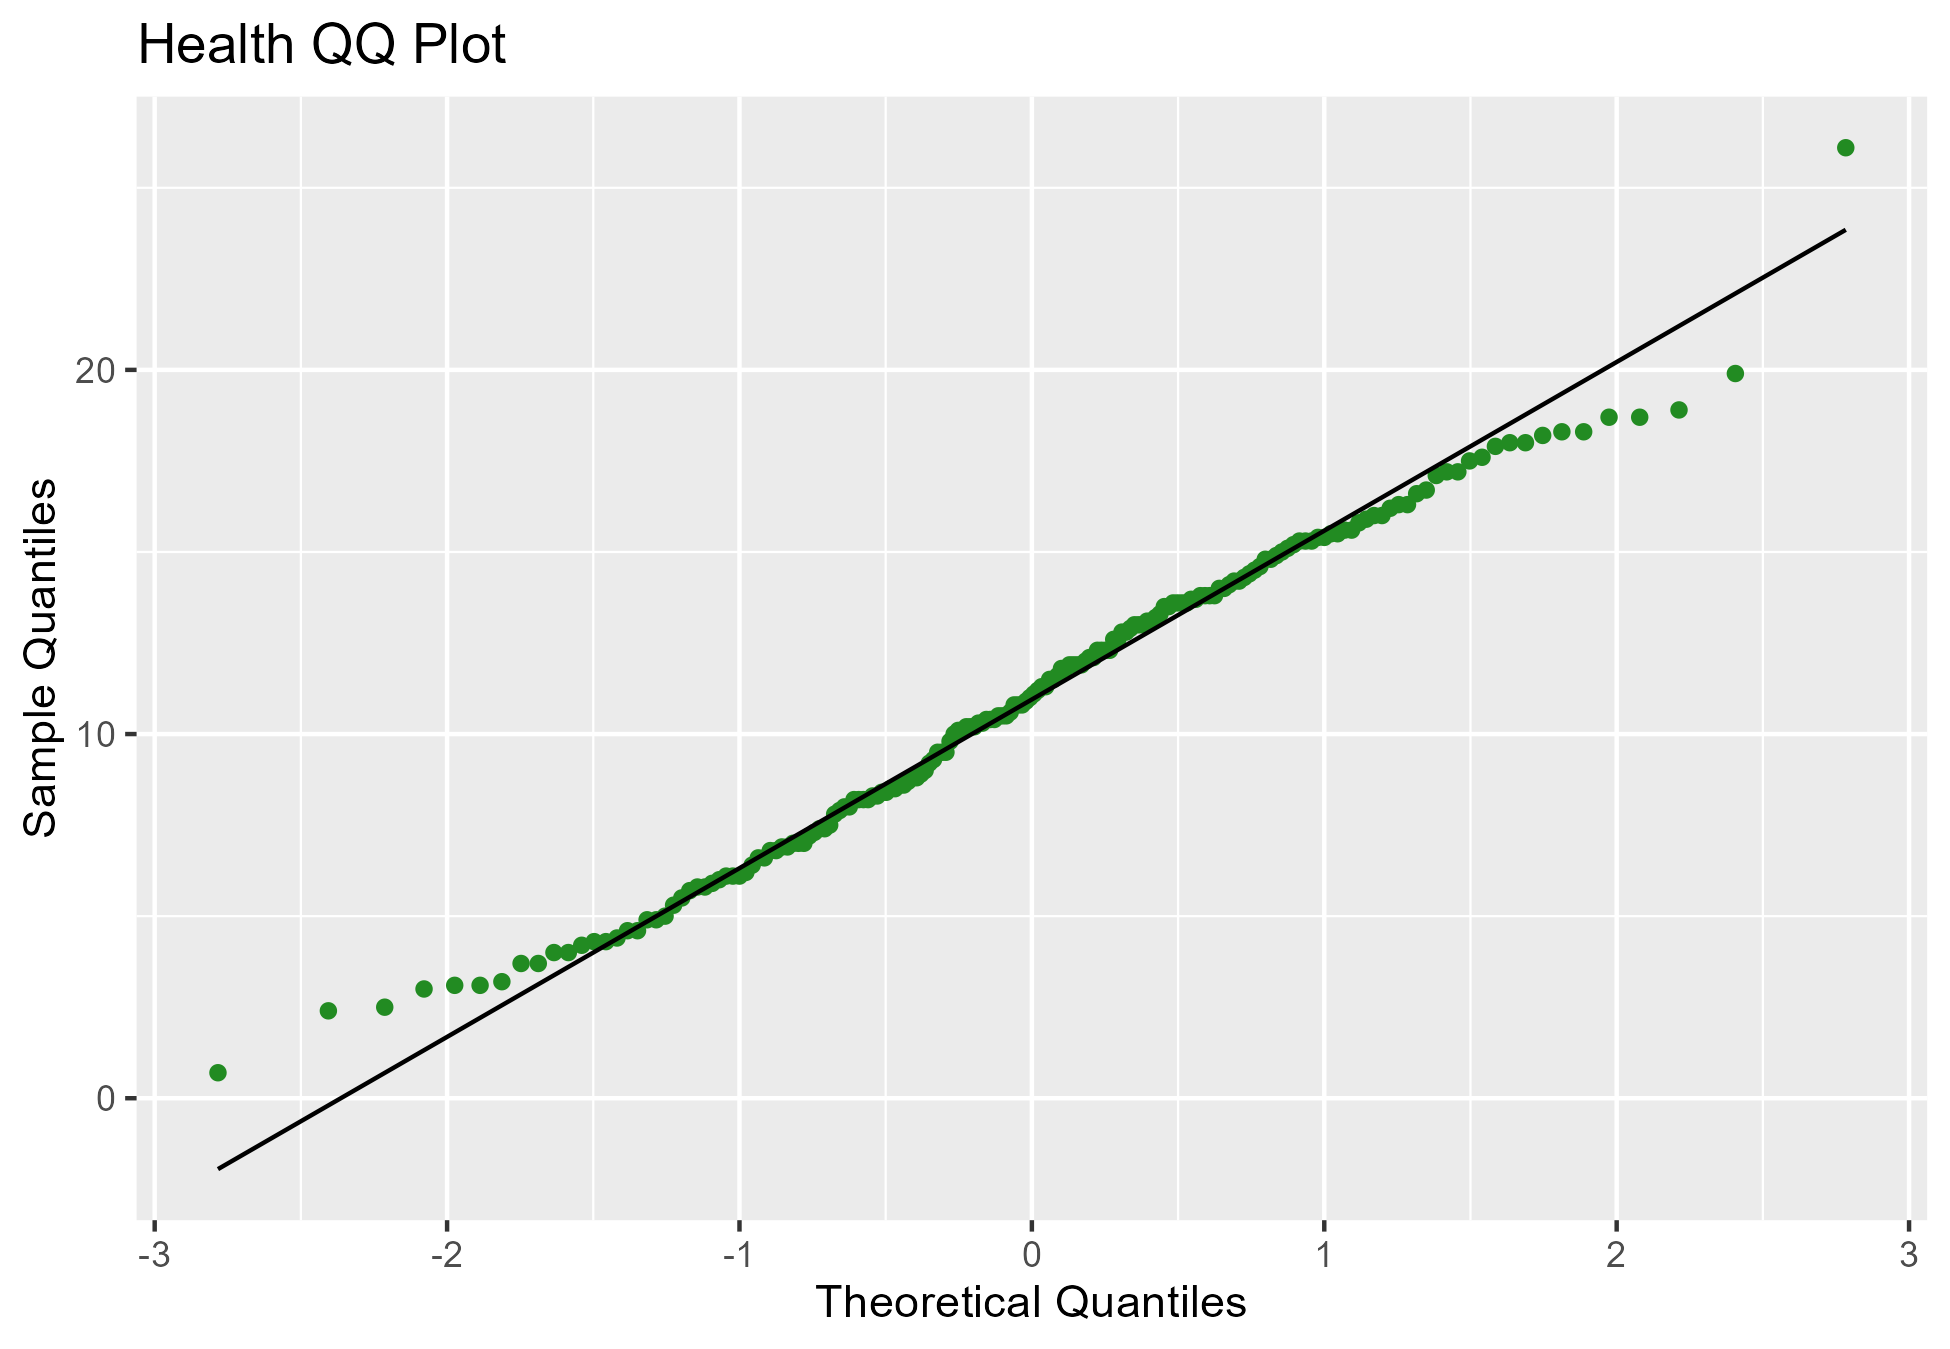 Health QQ Plot
Sample Quantiles
20
10
0
-3 -2 -1 0 1 2 3
Theoretical Quantiles